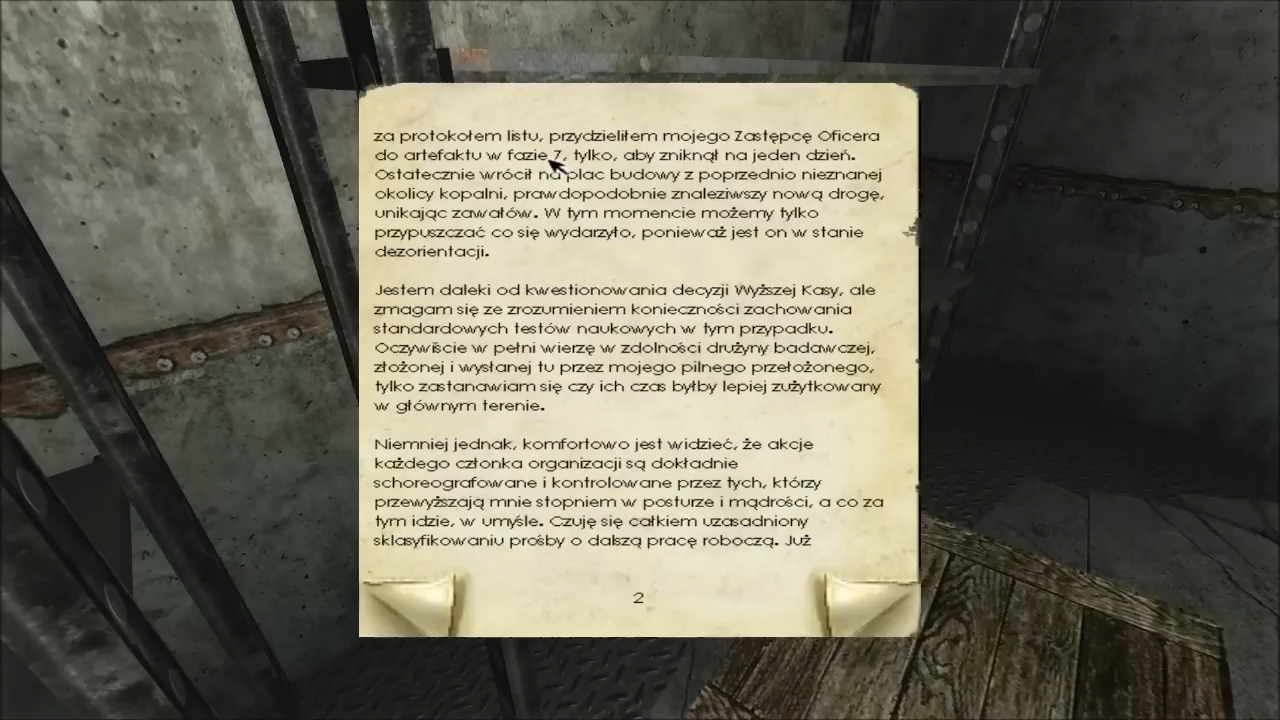 za protokołem listu, przydzieliłem mojego Zastępcę Oficera
do artefaktu w fazie 7, tylko, aby zniknął na jeden dzień.
Ostatecznie wrócił na plac budowy z poprzednio nieznanej
okolicy kopalni, prawdopodobnie znaleziwszy nową drogę,
unikając zawałów. W tym momencie możemy tylko
przypuszczać co się wydarzyło, ponieważ jest on w stanie
dezorientacji.
Jestem daleki od kwestionowania decyzji Wyższej Kasy, ale
zmagam się ze zrozumieniem konieczności zachowania
standardowych testów naukowych w tym przypadku.
Oczywiście w pełni wierzę w zdolności drużyny badawczej,
złożonej i wysłanej tu przez mojego pilnego przełożonego,
tylko zastanawiam się czy ich czas byłby lepiej zużytkowany
w głównym terenie.
Niemniej jednak, komfortowo jest widzieć, że akcje
każdego członka organizacji są dokładnie
schoreografowane i kontrolowane przez tych, którzy
przewyższają mnie stopniem w posturze i mądrości, a co za
tym idzie, w umyśle. Czuję się całkiem uzasadniony
sklasyfikowaniu prośby o dalszą pracę roboczą. Już
2